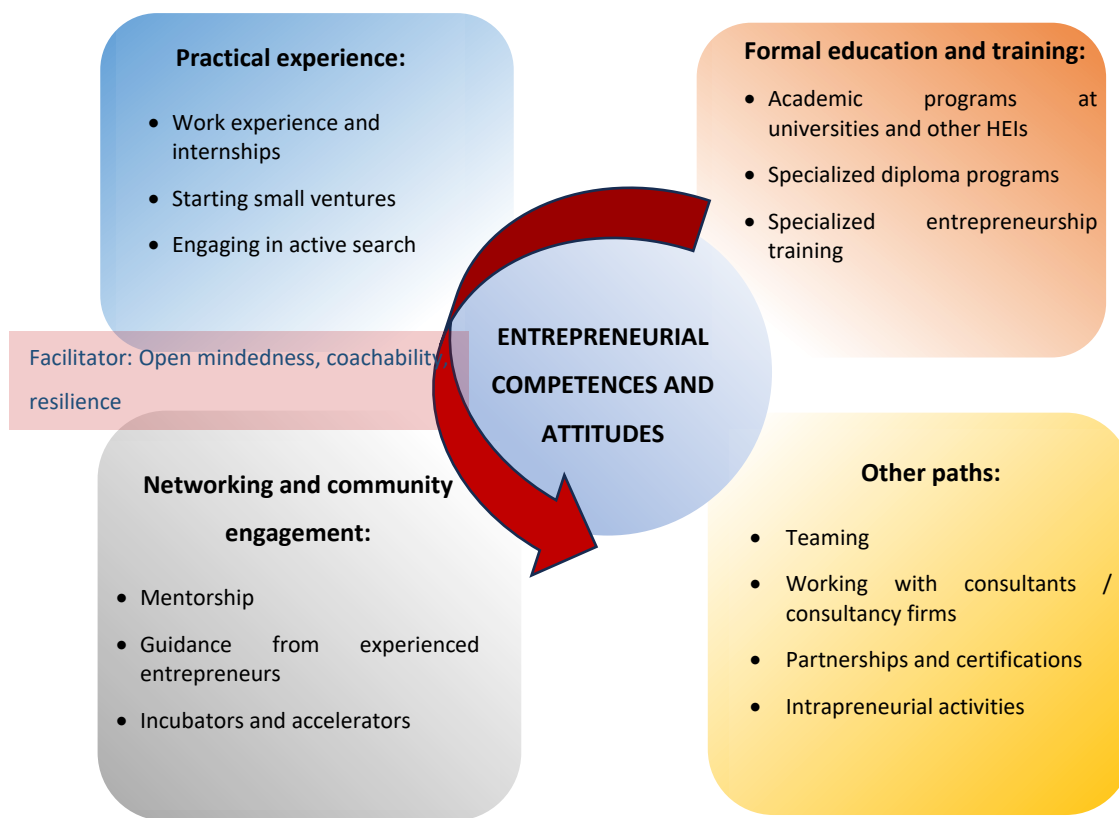 Practical experience:
• Work experience and
internships
• Starting small ventures
• Engaging in active search
Formal education and training:
• Academic programs at
universities and other HEIs
• Specialized diploma programs
• Specialized entrepreneurship
training
ENTREPRENEURIAL
COMPETENCES AND
ATTITUDES
Facilitator: Open mindedness, coachability,
resilience
Networking and community
engagement:
• Mentorship
• Guidance from experienced
entrepreneurs
• Incubators and accelerators
Other paths:
• Teaming
• Working with consultants /
consultancy firms
• Partnerships and certifications
• Intrapreneurial activities